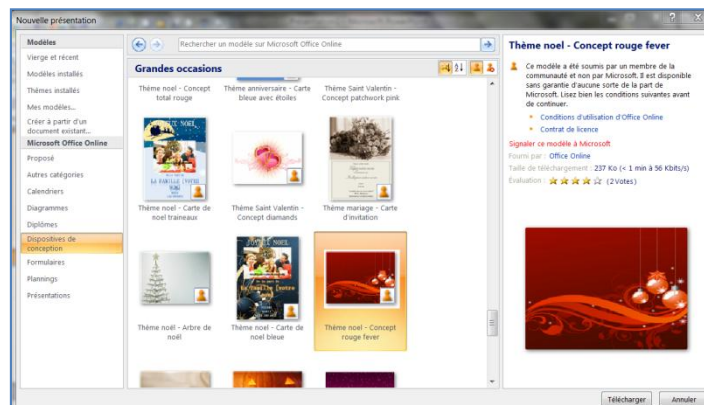 Nouvelle présentation
Modèles
Vierge et récent
Modèles installés
Thèmes installés
Mes modèles...
Créer à partir d'un
document existant...
Microsoft Office Online
Proposé
Autres catégories
Calendriers
Diagrammes
Diplômes
Dispositives de
conception
Formulaires
Plannings
Présentations
Rechercher un modèle sur Microsoft Office Online
Grandes occasions
Thème noel - Concept
total rouge
Thème anniversaire - Carte
bleue avec étoiles
Thème Saint Valentin -
Concept patchwork pink
JOYEUX NOEL
Thème noel - Carte de
noel traineaux
Thème Saint Valentin -
Concept diamands
Thème mariage - Carte
d'invitation
JOYEUX NOEL
Thème noël - Arbre de
noël
Thème noel - Carte de
noel bleue
Thème noel - Concept
rouge fever
Thème noel - Concept rouge fever
Ce modèle a été soumis par un membre de la
communauté et non par Microsoft. Il est disponible
sans garantie d'aucune sorte de la part de
Microsoft. Lisez bien les conditions suivantes avant
de continuer.
Conditions d'utilisation d'Office Online
Contrat de licence
Signaler ce modèle à Microsoft
Fourni par : Office Online
Taille de téléchargement : 237 Ko (< 1 min à 56 Kbits/s)
Évaluation : (2 Votes)
Télécharger
Annuler